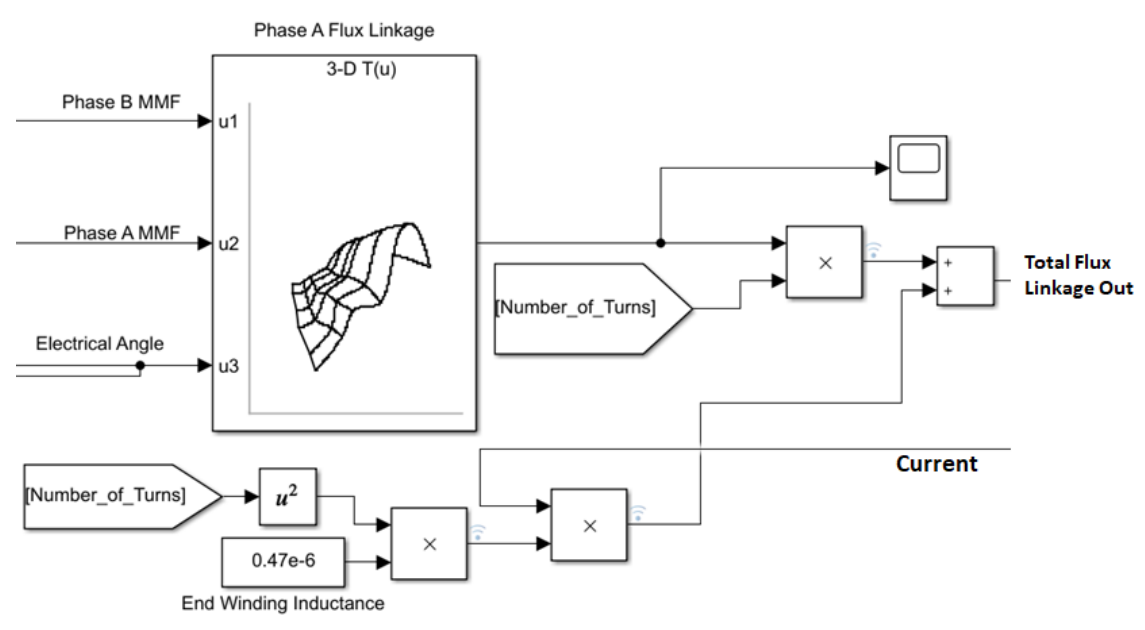 Phase A Flux Linkage
3-D T(u)
Phase B MMF
u1
Phase A MMF
u2
×
+
+
Total Flux
Linkage Out
[Number_of_Turns]
Electrical Angle
u3
Current
[Number_of_Turns]
u²
×
×
0.47e-6
End Winding Inductance